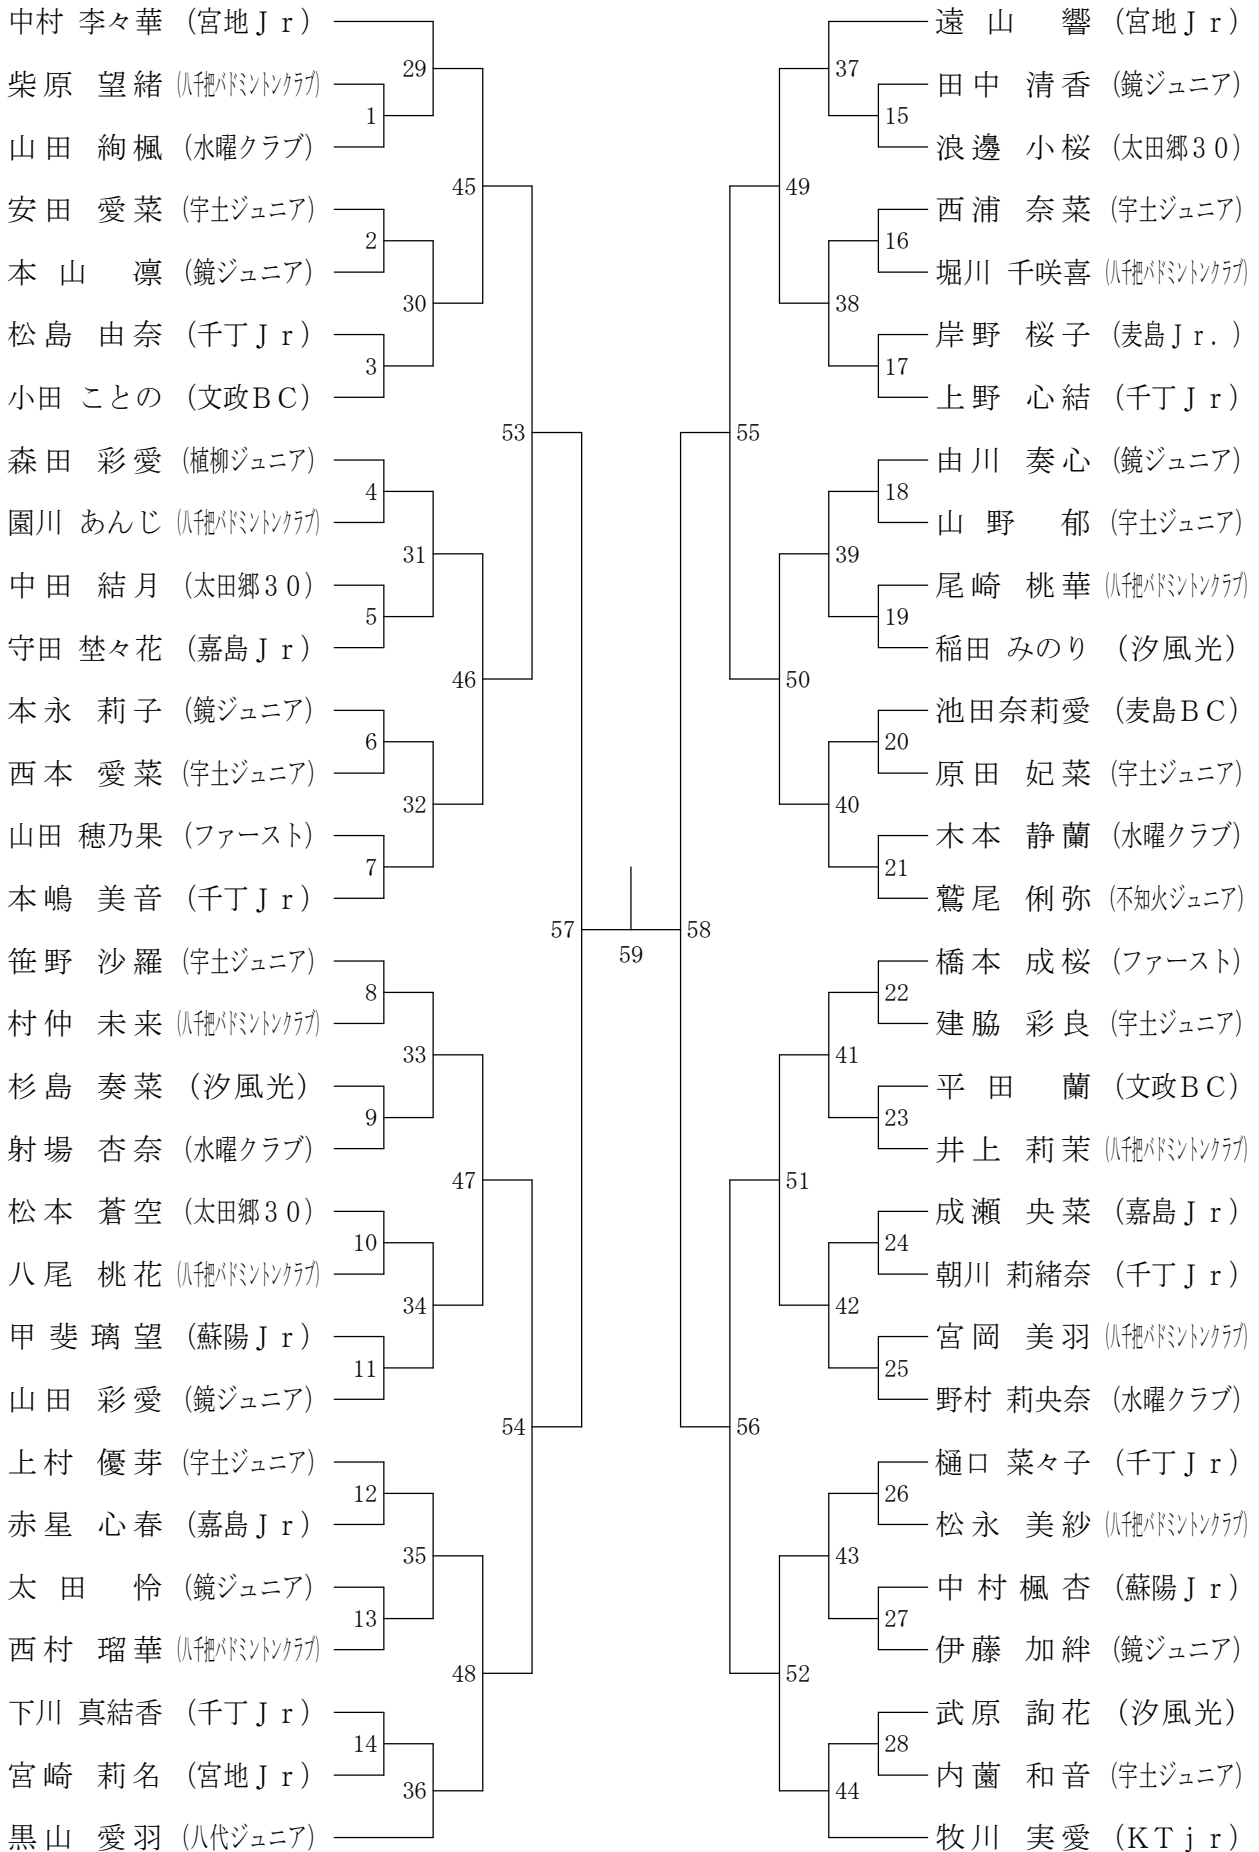 中村 李々華 (宮地Ｊｒ)
29
柴原 望緒 (八千把バドミントンクラブ)
1
山田 絢楓 (水曜クラブ)
45
安田 愛菜 (宇土ジュニア)
2
本山 凛 (鏡ジュニア)
30
松島 由奈 (千丁Ｊｒ)
3
小田 ことの (文政ＢＣ)
53
森田 彩愛 (植柳ジュニア)
4
園川 あんじ (八千把バドミントンクラブ)
31
中田 結月 (太田郷３０)
5
守田 埜々花 (嘉島Ｊｒ)
46
本永 莉子 (鏡ジュニア)
6
西本 愛菜 (宇土ジュニア)
32
山田 穂乃果 (ファースト)
7
本嶋 美音 (千丁Ｊｒ)
57
笹野 沙羅 (宇土ジュニア)
8
村仲 未来 (八千把バドミントンクラブ)
33
杉島 奏菜 (汐風光)
9
射場 杏奈 (水曜クラブ)
47
松本 蒼空 (太田郷３０)
10
八尾 桃花 (八千把バドミントンクラブ)
34
甲斐璃望 (蘇陽Ｊｒ)
11
山田 彩愛 (鏡ジュニア)
54
上村 優芽 (宇土ジュニア)
12
赤星 心春 (嘉島Ｊｒ)
35
太田 怜 (鏡ジュニア)
13
西村 瑠華 (八千把バドミントンクラブ)
48
下川 真結香 (千丁Ｊｒ)
14
宮崎 莉名 (宮地Ｊｒ)
36
黒山 愛羽 (八代ジュニア)
59
遠山 響 (宮地Ｊｒ)
37
田中 清香 (鏡ジュニア)
15
浪邊 小桜 (太田郷３０)
49
西浦 奈菜 (宇土ジュニア)
16
堀川 千咲喜 (八千把バドミントンクラブ)
38
岸野 桜子 (麦島Ｊｒ．)
17
上野 心結 (千丁Ｊｒ)
55
由川 奏心 (鏡ジュニア)
18
山野 郁 (宇土ジュニア)
39
尾崎 桃華 (八千把バドミントンクラブ)
19
稲田 みのり (汐風光)
50
池田奈莉愛 (麦島ＢＣ)
20
原田 妃菜 (宇土ジュニア)
40
木本 静蘭 (水曜クラブ)
21
鷲尾 俐弥 (不知火ジュニア)
58
橋本 成桜 (ファースト)
22
建脇 彩良 (宇土ジュニア)
41
平田 蘭 (文政ＢＣ)
23
井上 莉茉 (八千把バドミントンクラブ)
51
成瀬 央菜 (嘉島Ｊｒ)
24
朝川 莉緒奈 (千丁Ｊｒ)
42
宮岡 美羽 (八千把バドミントンクラブ)
25
野村 莉央奈 (水曜クラブ)
56
樋口 菜々子 (千丁Ｊｒ)
26
松永 美紗 (八千把バドミントンクラブ)
43
中村楓杏 (蘇陽Ｊｒ)
27
伊藤 加絆 (鏡ジュニア)
52
武原 詢花 (汐風光)
28
内薗 和音 (宇土ジュニア)
44
牧川 実愛 (ＫＴｊｒ)